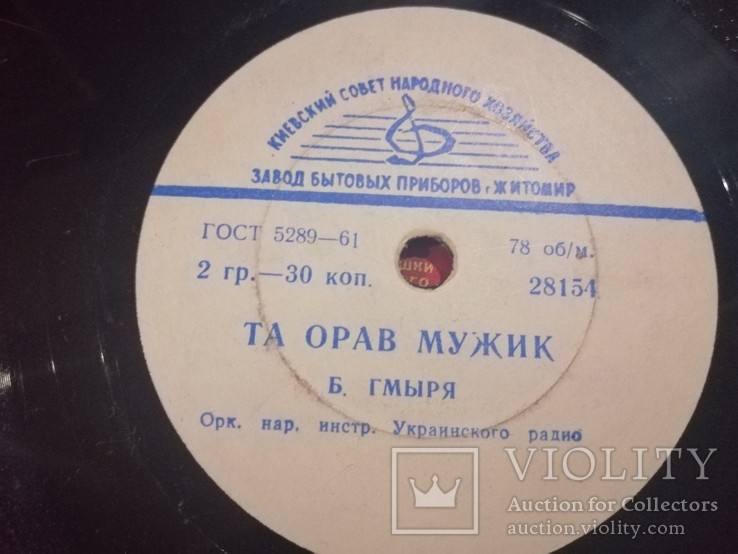 КИЕВСКИЙ СОВЕТ НАРОДНОГО ХОЗЯЙСТВА
ЗАВОД БЫТОВЫХ ПРИБОРОВ г. ЖИТОМИР
ГОСТ 5289—61
78 об/м.
2 гр.—30 коп.
28154
ТА ОРАВ МУЖИК
Б. ГМЫРЯ
Орк. нар. инстр. Украинского радио
VIOLITY
Auction for Collectors
auction.violity.com